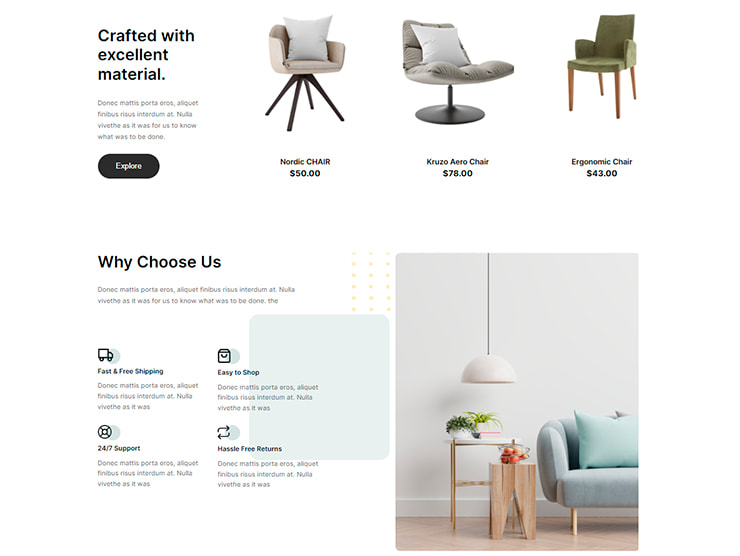 Crafted with
excellent
material.
Donec mattis porta eros, aliquet
finibus risus interdum at. Nulla
vivethe as it was for us to know
what was to be done.
Explore
Nordic CHAIR
$50.00
Kruzo Aero Chair
$78.00
Ergonomic Chair
$43.00
Why Choose Us
Donec mattis porta eros, aliquet finibus risus interdum at. Nulla
vivethe as it was for us to know what was to be done. the
Fast & Free Shipping
Donec mattis porta eros, aliquet
finibus risus interdum at. Nulla
vivethe as it was
Easy to Shop
Donec mattis porta eros, aliquet
finibus risus interdum at. Nulla
vivethe as it was
24/7 Support
Donec mattis porta eros, aliquet
finibus risus interdum at. Nulla
vivethe as it was
Hassle Free Returns
Donec mattis porta eros, aliquet
finibus risus interdum at. Nulla
vivethe as it was